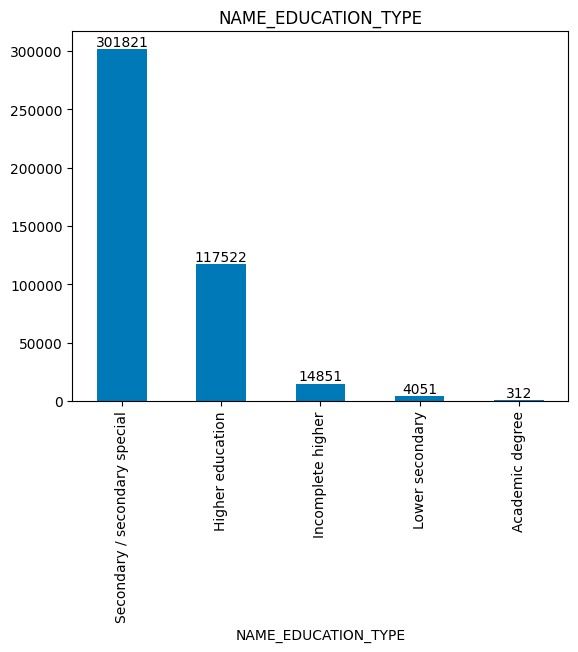 NAME_EDUCATION_TYPE
301821
300000
250000
200000
150000
117522
100000
50000
14851
4051
312
0
Secondary / secondary special
Higher education
Incomplete higher
Lower secondary
Academic degree
NAME_EDUCATION_TYPE